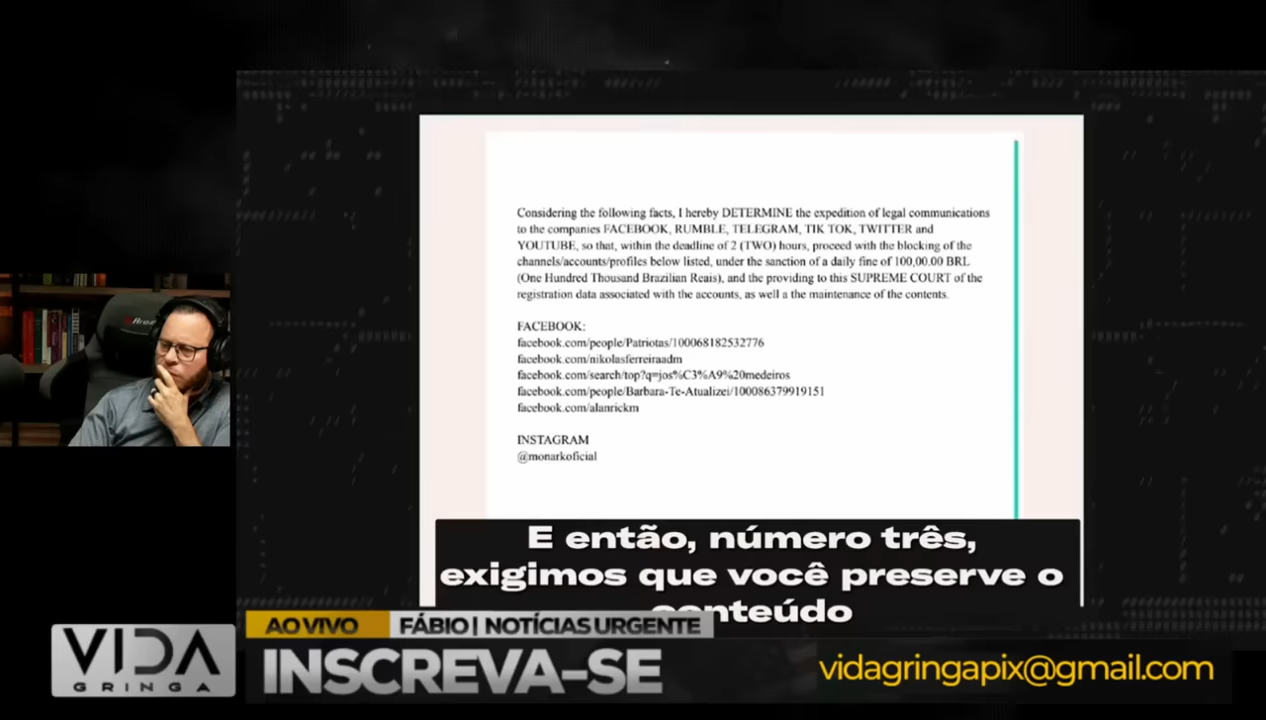 Considering the following facts, I hereby DETERMINE the expedition of legal communications
to the companies FACEBOOK, RUMBLE, TELEGRAM, TIK TOK, TWITTER and
YOUTUBE, so that, within the deadline of 2 (TWO) hours, proceed with the blocking of the
channels/accounts/profiles below listed, under the sanction of a daily fine of 100,00.00 BRL
(One Hundred Thousand Brazilian Reais), and the providing to this SUPREME COURT of the
registration data associated with the accounts, as well a the maintenance of the contents.
FACEBOOK:
facebook.com/people/Patriotas/100068182532776
facebook.com/nikolasferreiraadm
facebook.com/search/top?q=jos%C3%A9%20medeiros
facebook.com/people/Barbara-Te-Atualizei/100086379919151
facebook.com/alanrickm
INSTAGRAM
@monarkoficial
E então, número três,
exigimos que você preserve o
conteúdo
AO VIVO FÁBIO | NOTÍCIAS URGENTE
VIDA
GRINGA
INSCREVA-SE
vidagringapix@gmail.com